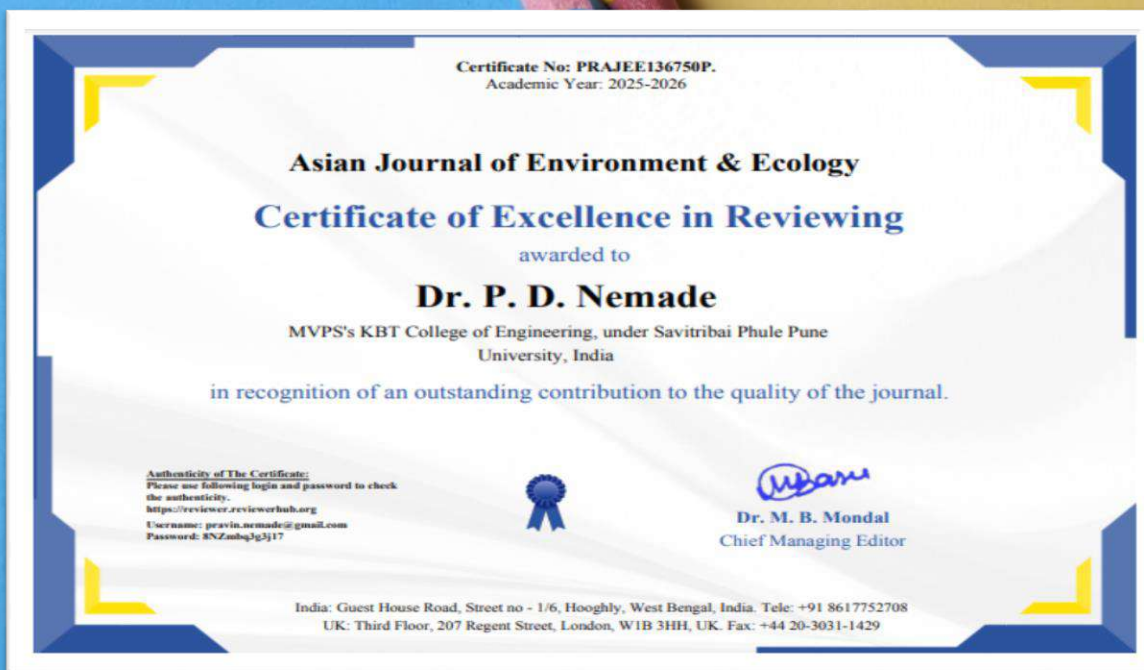 Certificate No: PRAJEE136750P.
Academic Year: 2025-2026
Asian Journal of Environment & Ecology
Certificate of Excellence in Reviewing
awarded to
Dr. P. D. Nemade
MVPS's KBT College of Engineering, under Savitribai Phule Pune
University, India
in recognition of an outstanding contribution to the quality of the journal.
Authenticity of The Certificate:
Please use following login and password to check
the authenticity.
https://reviewer.reviewerhub.org
Username: pravin.nemade@gmail.com
Password: 8NZmbq3g3j17
Dr. M. B. Mondal
Chief Managing Editor
India: Guest House Road, Street no - 1/6, Hooghly, West Bengal, India. Tele: +91 8617752708
UK: Third Floor, 207 Regent Street, London, W1B 3HH, UK. Fax: +44 20-3031-1429